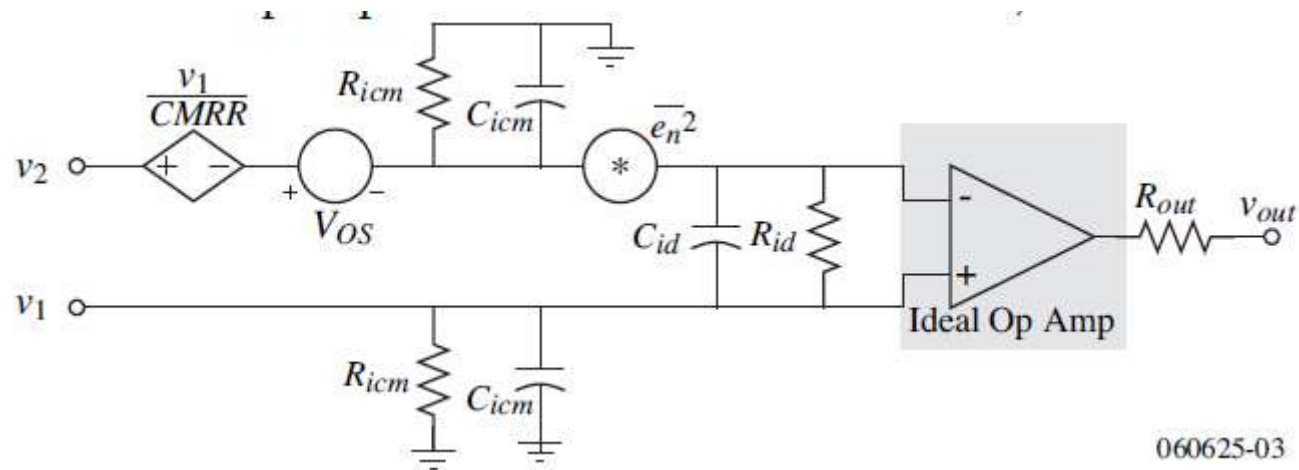 v1
CMRR
Ricm
Cicm
en2
v2
+ −
+ −
VOS
*
Cid
Rid
-
+
Rout
vout
v1
Ideal Op Amp
Ricm
Cicm
060625-03